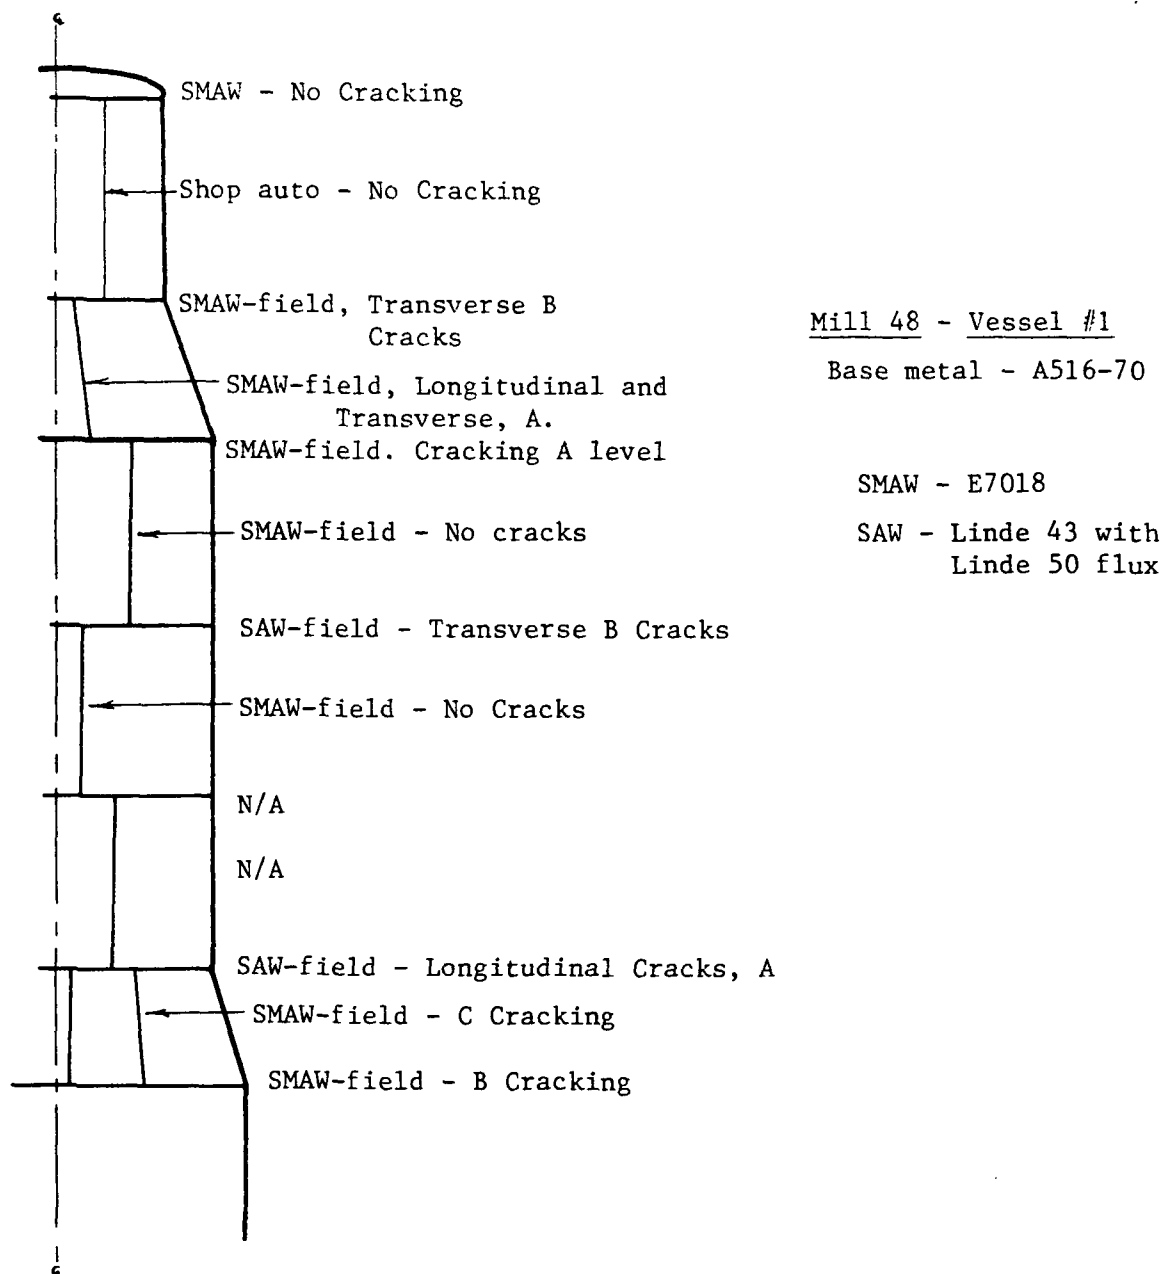 SMAW - No Cracking
Shop auto - No Cracking
SMAW-field, Transverse B
Cracks
SMAW-field, Longitudinal and
Transverse, A.
SMAW-field. Cracking A level
SMAW-field - No cracks
SAW-field - Transverse B Cracks
SMAW-field - No Cracks
N/A
N/A
SAW-field - Longitudinal Cracks, A
SMAW-field - C Cracking
SMAW-field - B Cracking
Mill 48 - Vessel #1
Base metal - A516-70
SMAW - E7018
SAW - Linde 43 with
Linde 50 flux